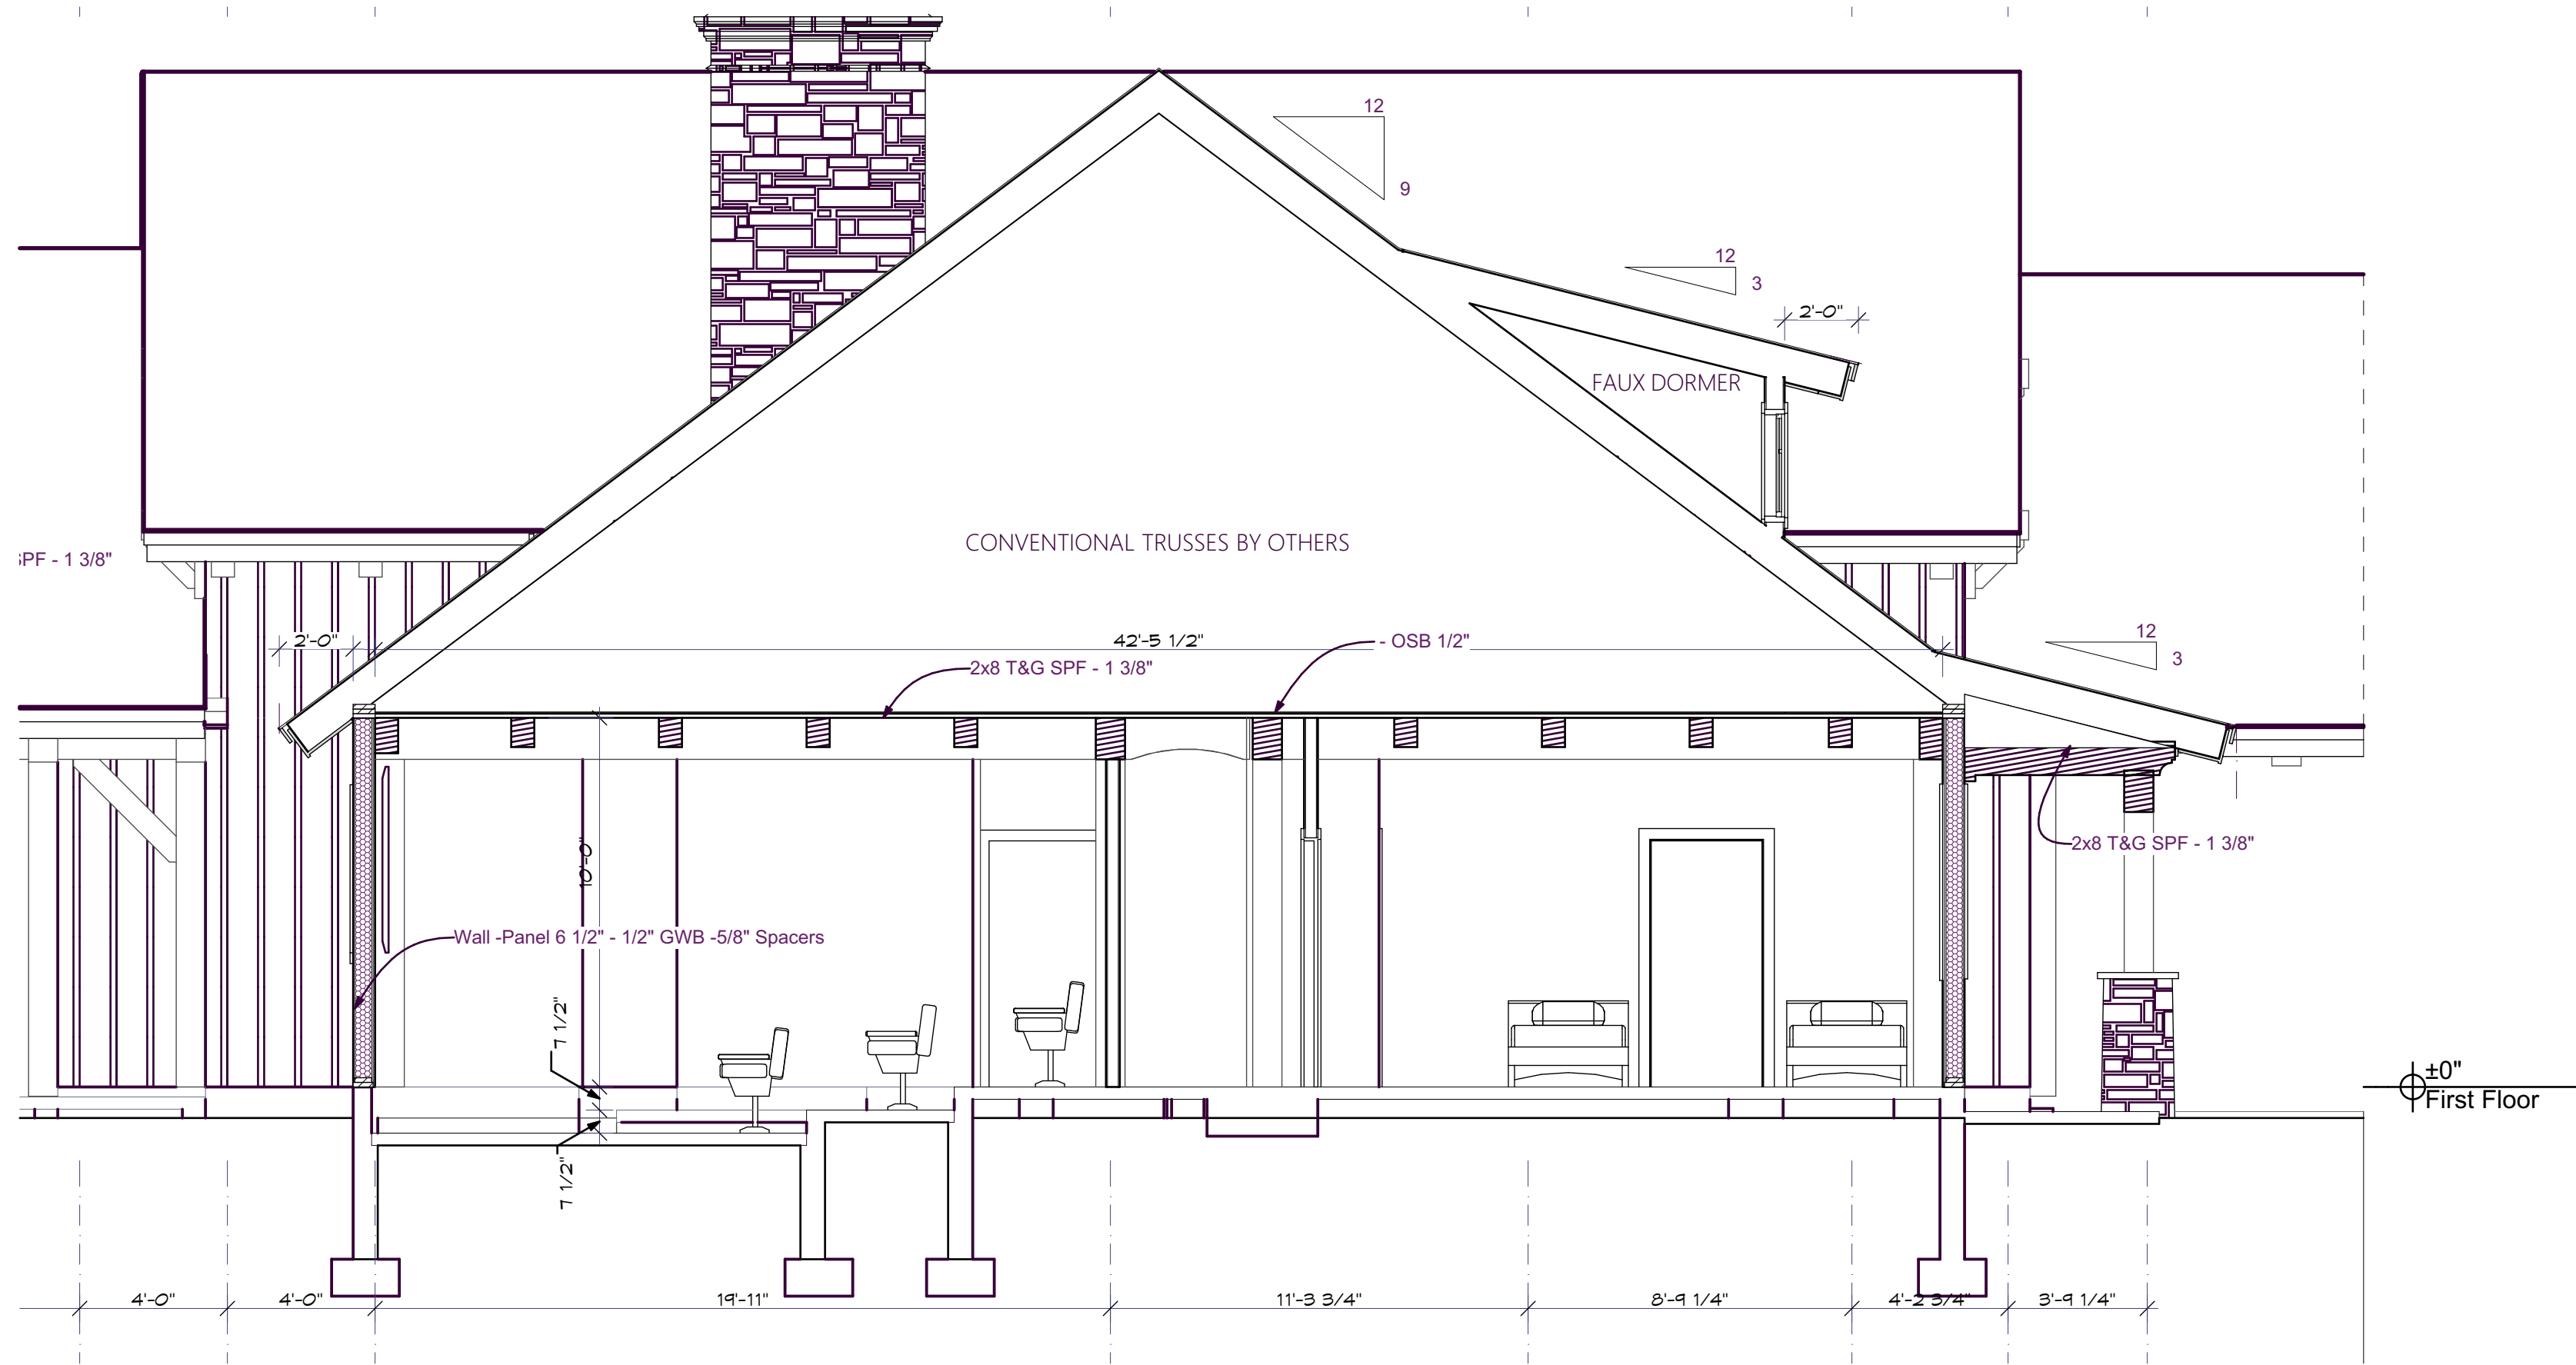 12
9
12
3
2'-0"
FAUX DORMER
CONVENTIONAL TRUSSES BY OTHERS
SPF - 1 3/8"
2'-0"
42'-5 1/2"
- OSB 1/2"
12
3
2x8 T&G SPF - 1 3/8"
10'-0"
2x8 T&G SPF - 1 3/8"
Wall -Panel 6 1/2" - 1/2" GWB -5/8" Spacers
7 1/2"
±0"
First Floor
7 1/2"
4'-0"
4'-0"
19'-11"
11'-3 3/4"
8'-9 1/4"
4'-2 3/4"
3'-9 1/4"